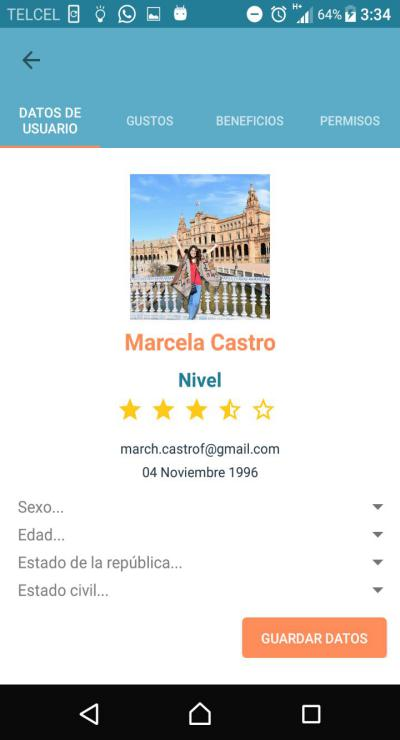 TELCEL H+ 64% 3:34
DATOS DE
USUARIO
GUSTOS
BENEFICIOS
PERMISOS
Marcela Castro
Nivel
march.castrof@gmail.com
04 Noviembre 1996
Sexo...
Edad...
Estado de la república...
Estado civil...
GUARDAR DATOS